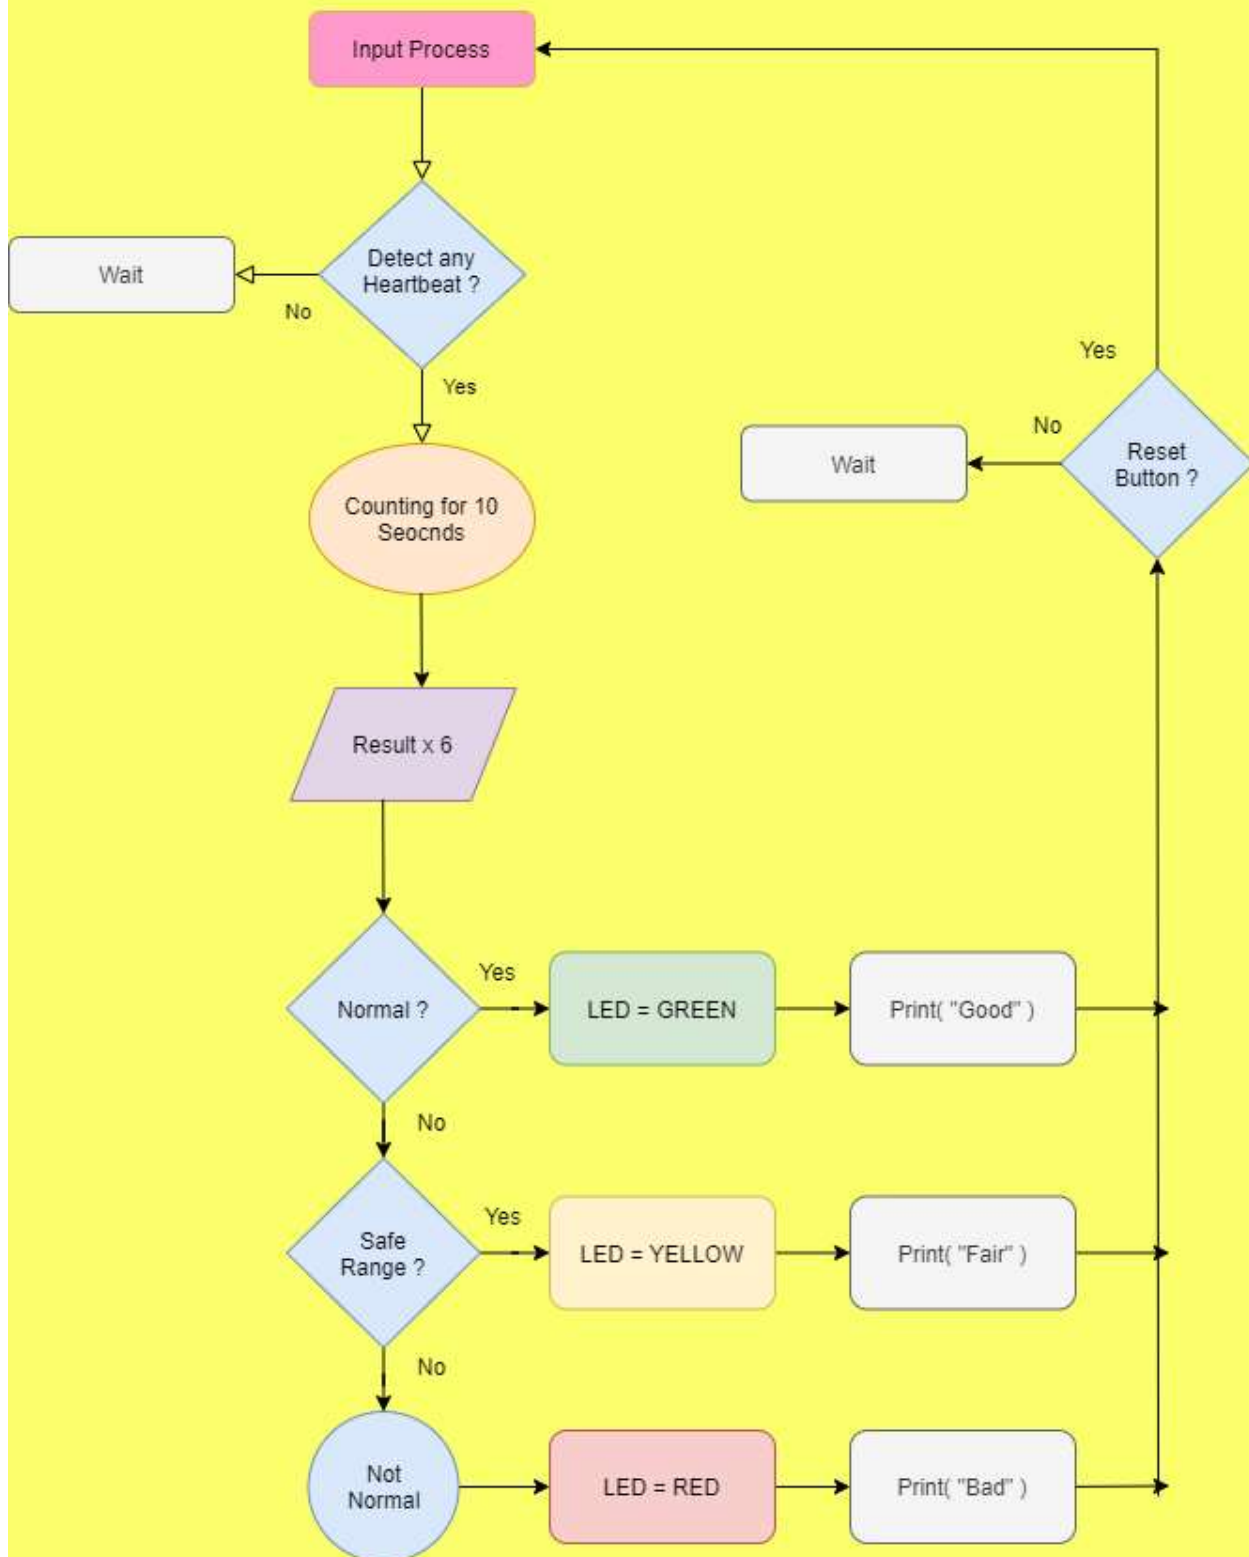 Input Process
Detect any
Heartbeat ?
Wait
No
Yes
Counting for 10
Seocnds
Result x 6
Yes
No
Wait
Reset
Button ?
Normal ?
Yes
LED = GREEN
Print( "Good" )
No
Safe
Range ?
Yes
LED = YELLOW
Print( "Fair" )
No
Not
Normal
LED = RED
Print( "Bad" )